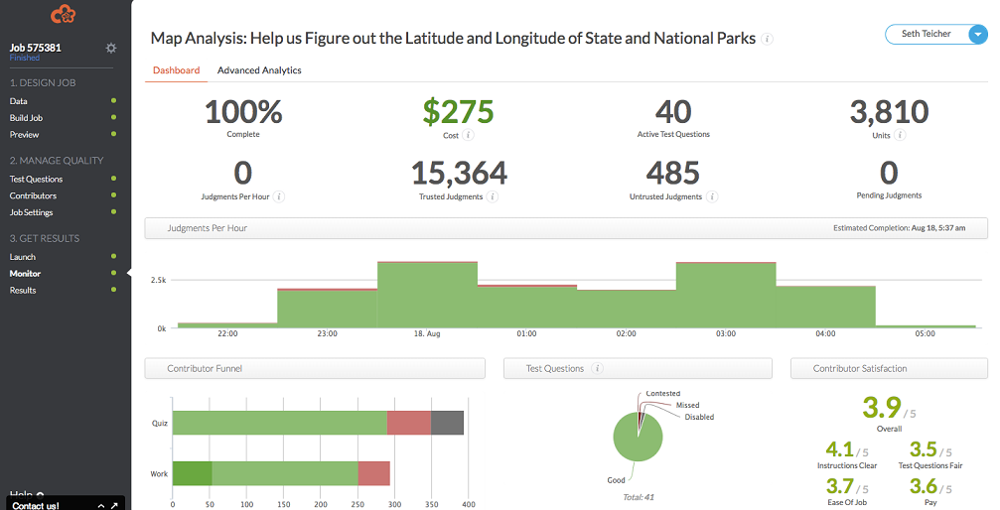 Job 575381
Finished
1. DESIGN JOB
Data
Build Job
Preview
2. MANAGE QUALITY
Test Questions
Contributors
Job Settings
3. GET RESULTS
Launch
Monitor
Results
Help
Contact us!
Map Analysis: Help us Figure out the Latitude and Longitude of State and National Parks i
Seth Teicher
Dashboard Advanced Analytics
100% $275 40 3,810
Complete Cost i Active Test Questions Units i
0 15,364 485 0
Judgments Per Hour i Trusted Judgments i Untrusted Judgments i Pending Judgments
Judgments Per Hour Estimated Completion: Aug 18, 5:37 am
2.5k
0k
22:00 23:00 18. Aug 01:00 02:00 03:00 04:00 05:00
Contributor Funnel
Quiz
Work
0 50 100 150 200 250 300 350 400
Test Questions i
Contested
Missed
Disabled
Good
Total: 41
Contributor Satisfaction
3.9 / 5
Overall
4.1 / 5 3.5 / 5
Instructions Clear Test Questions Fair
3.7 / 5 3.6 / 5
Ease Of Job Pay